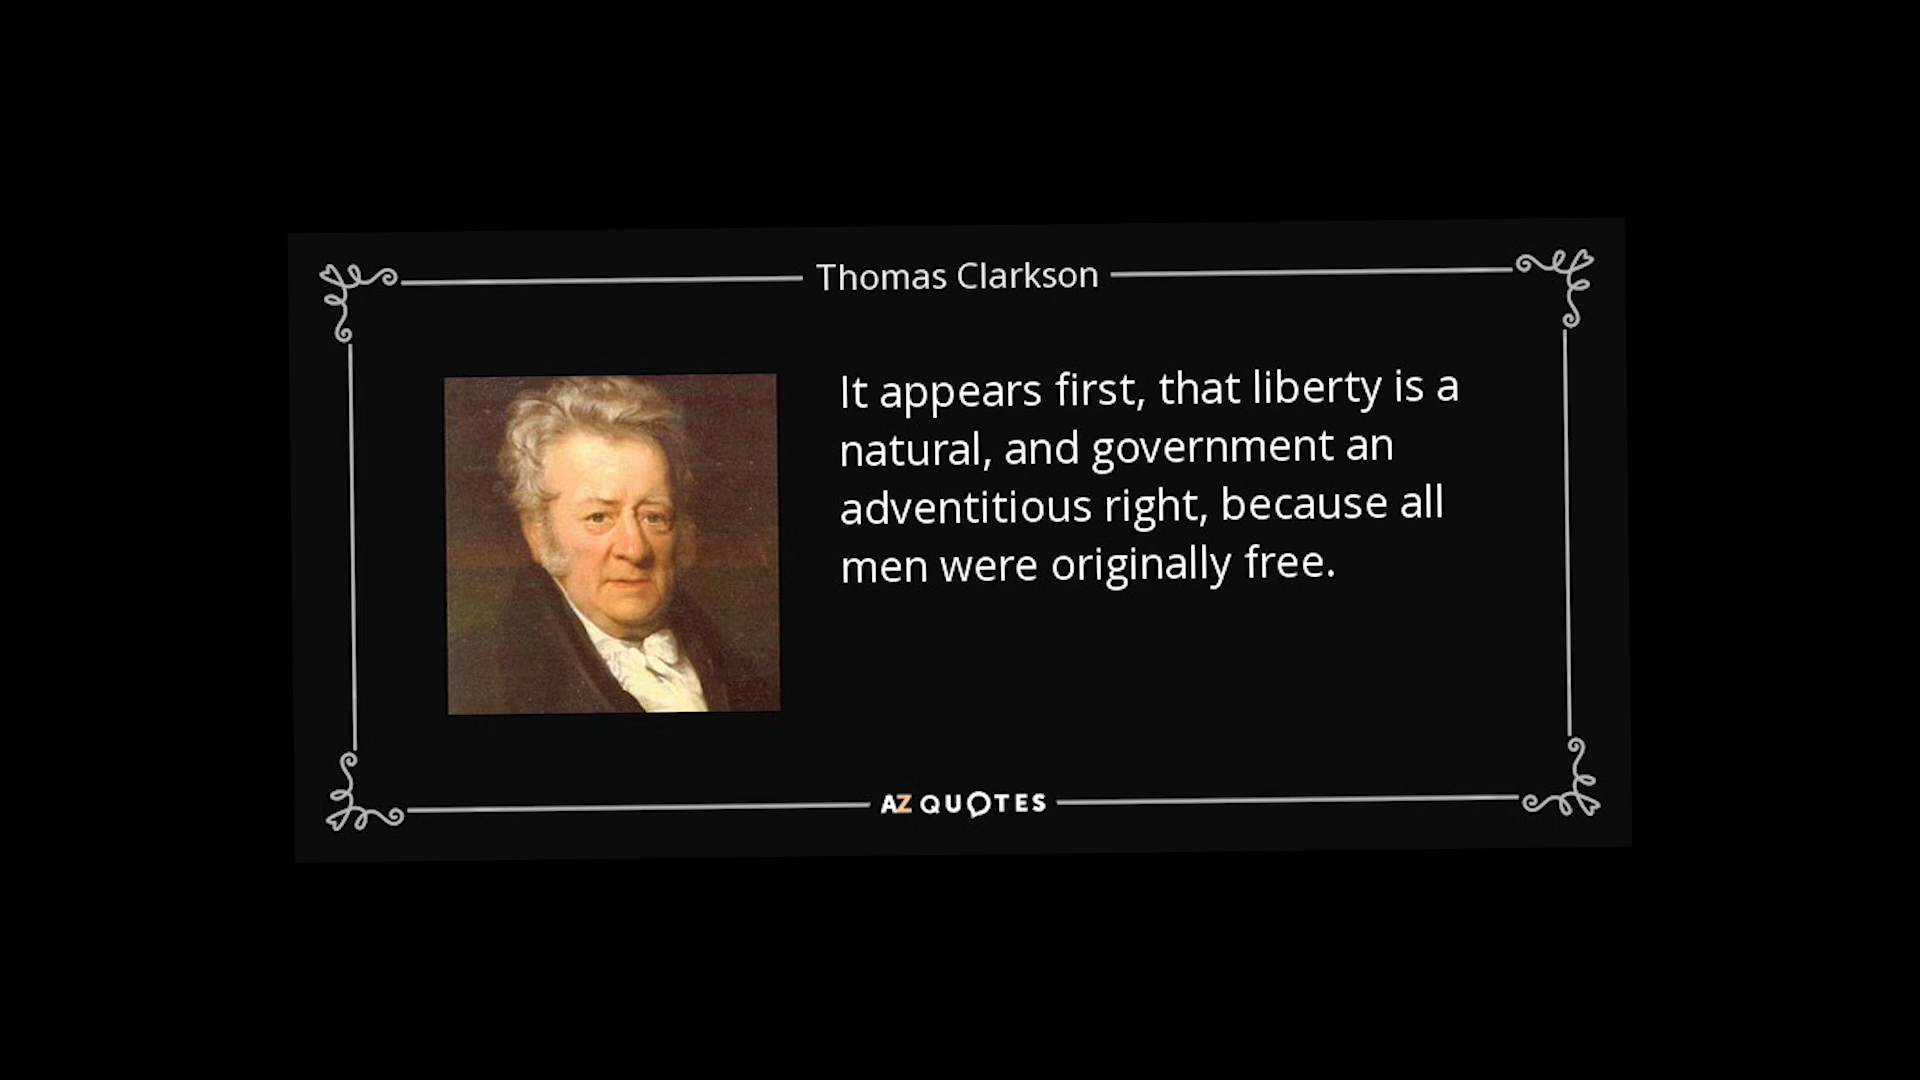 Thomas Clarkson
It appears first, that liberty is a
natural, and government an
adventitious right, because all
men were originally free.
AZ QUOTES